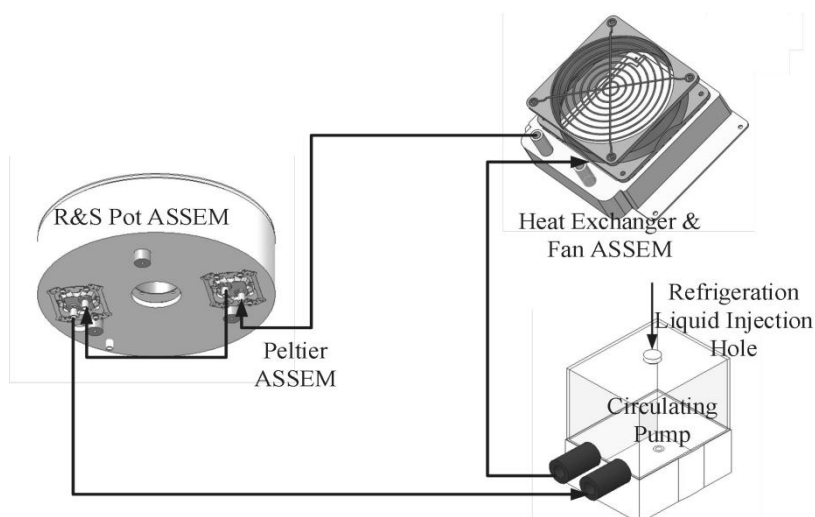 R&S Pot ASSEM
Heat Exchanger &
Fan ASSEM
Peltier
ASSEM
Refrigeration
Liquid Injection
Hole
Circulating
Pump